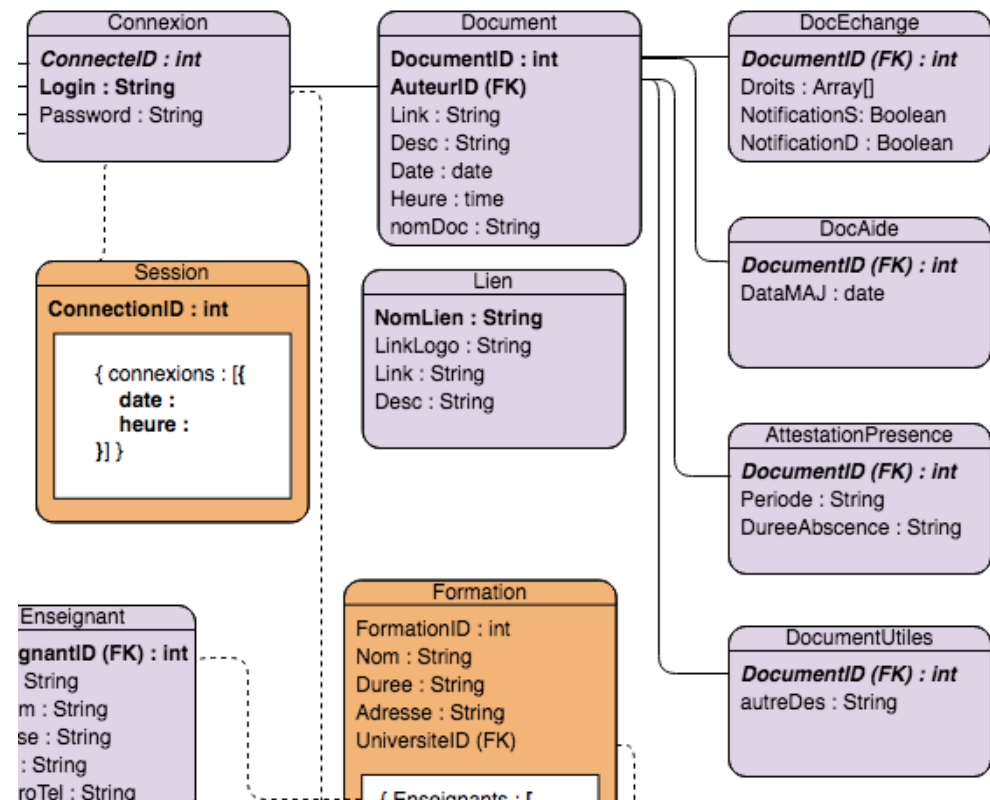 Connexion
ConnecteID : int
Login : String
Password : String
Document
DocumentID : int
AuteurID (FK)
Link : String
Desc : String
Date : date
Heure : time
nomDoc : String
DocEchange
DocumentID (FK) : int
Droits : Array[]
NotificationS: Boolean
NotificationD : Boolean
DocAide
DocumentID (FK) : int
DataMAJ : date
Session
ConnectionID : int
{ connexions : [{
date :
heure :
}] }
Lien
NomLien : String
LinkLogo : String
Link : String
Desc : String
AttestationPresence
DocumentID (FK) : int
Periode : String
DureeAbscence : String
Enseignant
gnantID (FK) : int
String
m : String
se : String
: String
roTel : String
Formation
FormationID : int
Nom : String
Duree : String
Adresse : String
UniversiteID (FK)
{ Enseignants : [
DocumentUtiles
DocumentID (FK) : int
autreDes : String